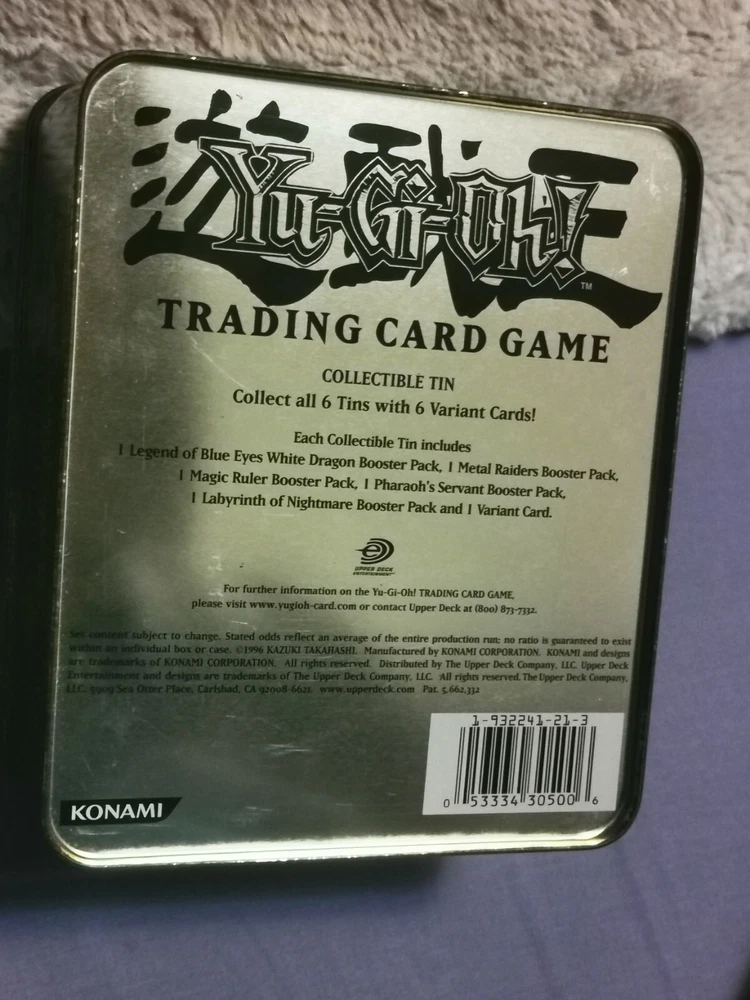 遊戯王
Yu-Gi-Oh!
TM
TRADING CARD GAME
COLLECTIBLE TIN
Collect all 6 Tins with 6 Variant Cards!
Each Collectible Tin includes
1 Legend of Blue Eyes White Dragon Booster Pack, 1 Metal Raiders Booster Pack,
1 Magic Ruler Booster Pack, 1 Pharaoh's Servant Booster Pack,
1 Labyrinth of Nightmare Booster Pack and 1 Variant Card.
UPPER DECK
ENTERTAINMENT
For further information on the Yu-Gi-Oh! TRADING CARD GAME,
please visit www.yugioh-card.com or contact Upper Deck at (800) 873-7332.
Set content subject to change. Stated odds reflect an average of the entire production run; no ratio is guaranteed to exist
within an individual box or case. ©1996 KAZUKI TAKAHASHI. Manufactured by KONAMI CORPORATION. KONAMI and designs
are trademarks of KONAMI CORPORATION. All rights reserved. Distributed by The Upper Deck Company, LLC. Upper Deck
Entertainment and designs are trademarks of The Upper Deck Company, LLC. All rights reserved. The Upper Deck Company,
LLC. 5909 Sea Otter Place, Carlsbad, CA 92008-6621. www.upperdeck.com Pat. 5,662,332
1-932241-21-3
0 53334 30500 6
KONAMI